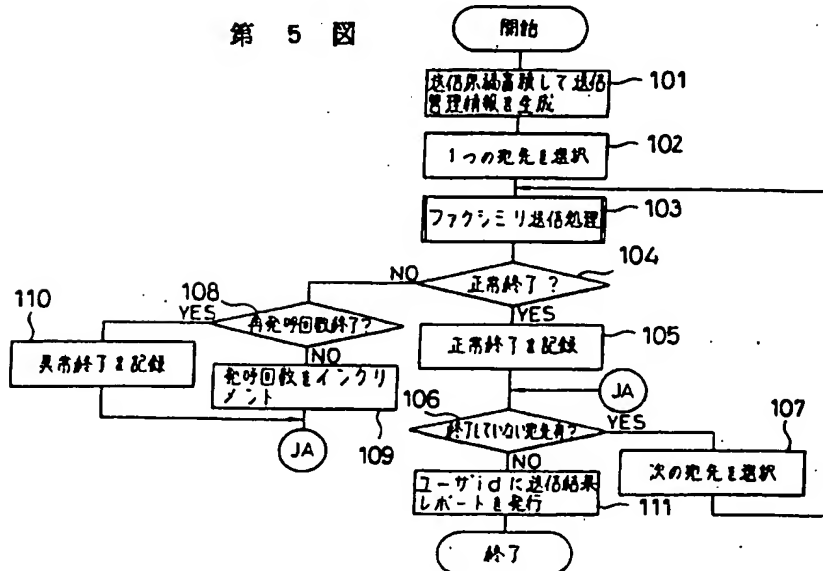 第 5 図
開始
送信原稿蓄積して送信
管理情報を生成
101
1つの宛先を選択
102
ファクシミリ送信処理
103
104
正常終了?
NO
YES
108
再発呼回数終了?
YES
NO
110
異常終了を記録
発呼回数をインクリ
メント
109
JA
正常終了を記録
105
JA
106
終了していない宛先有?
YES
NO
107
次の宛先を選択
ユーザidに送信結果
レポートを発行
111
終了